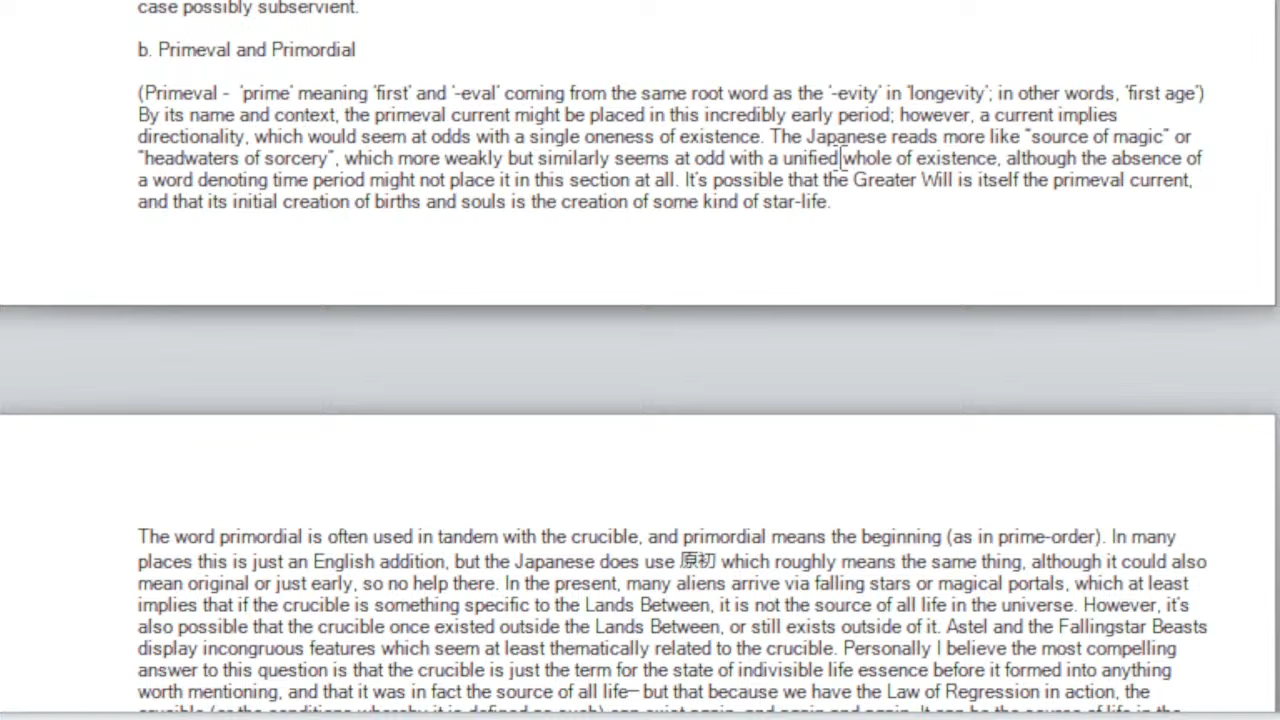 case possibly subservient.
b. Primeval and Primordial
(Primeval -  'prime' meaning 'first' and '-eval' coming from the same root word as the '-evity' in 'longevity'; in other words, 'first age')
By its name and context, the primeval current might be placed in this incredibly early period; however, a current implies
directionality, which would seem at odds with a single oneness of existence. The Japanese reads more like "source of magic" or
"headwaters of sorcery", which more weakly but similarly seems at odd with a unified whole of existence, although the absence of
a word denoting time period might not place it in this section at all. It's possible that the Greater Will is itself the primeval current,
and that its initial creation of births and souls is the creation of some kind of star-life.
The word primordial is often used in tandem with the crucible, and primordial means the beginning (as in prime-order). In many
places this is just an English addition, but the Japanese does use 原初 which roughly means the same thing, although it could also
mean original or just early, so no help there. In the present, many aliens arrive via falling stars or magical portals, which at least
implies that if the crucible is something specific to the Lands Between, it is not the source of all life in the universe. However, it's
also possible that the crucible once existed outside the Lands Between, or still exists outside of it. Astel and the Fallingstar Beasts
display incongruous features which seem at least thematically related to the crucible. Personally I believe the most compelling
answer to this question is that the crucible is just the term for the state of indivisible life essence before it formed into anything
worth mentioning, and that it was in fact the source of all life—but that because we have the Law of Regression in action, the